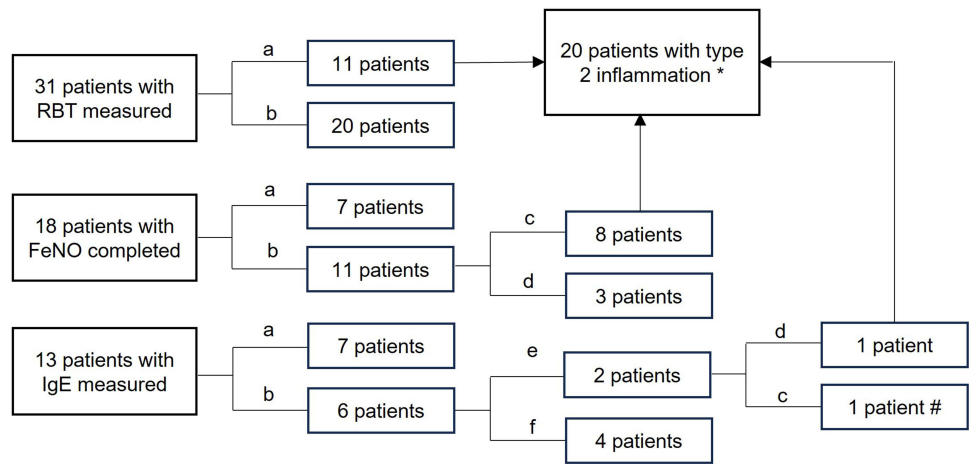 a
31 patients with
RBT measured
11 patients
b
20 patients
20 patients with type
2 inflammation *
a
18 patients with
FeNO completed
7 patients
b
11 patients
c
8 patients
d
3 patients
a
13 patients with
IgE measured
7 patients
b
6 patients
e
2 patients
f
4 patients
d
1 patient
c
1 patient #